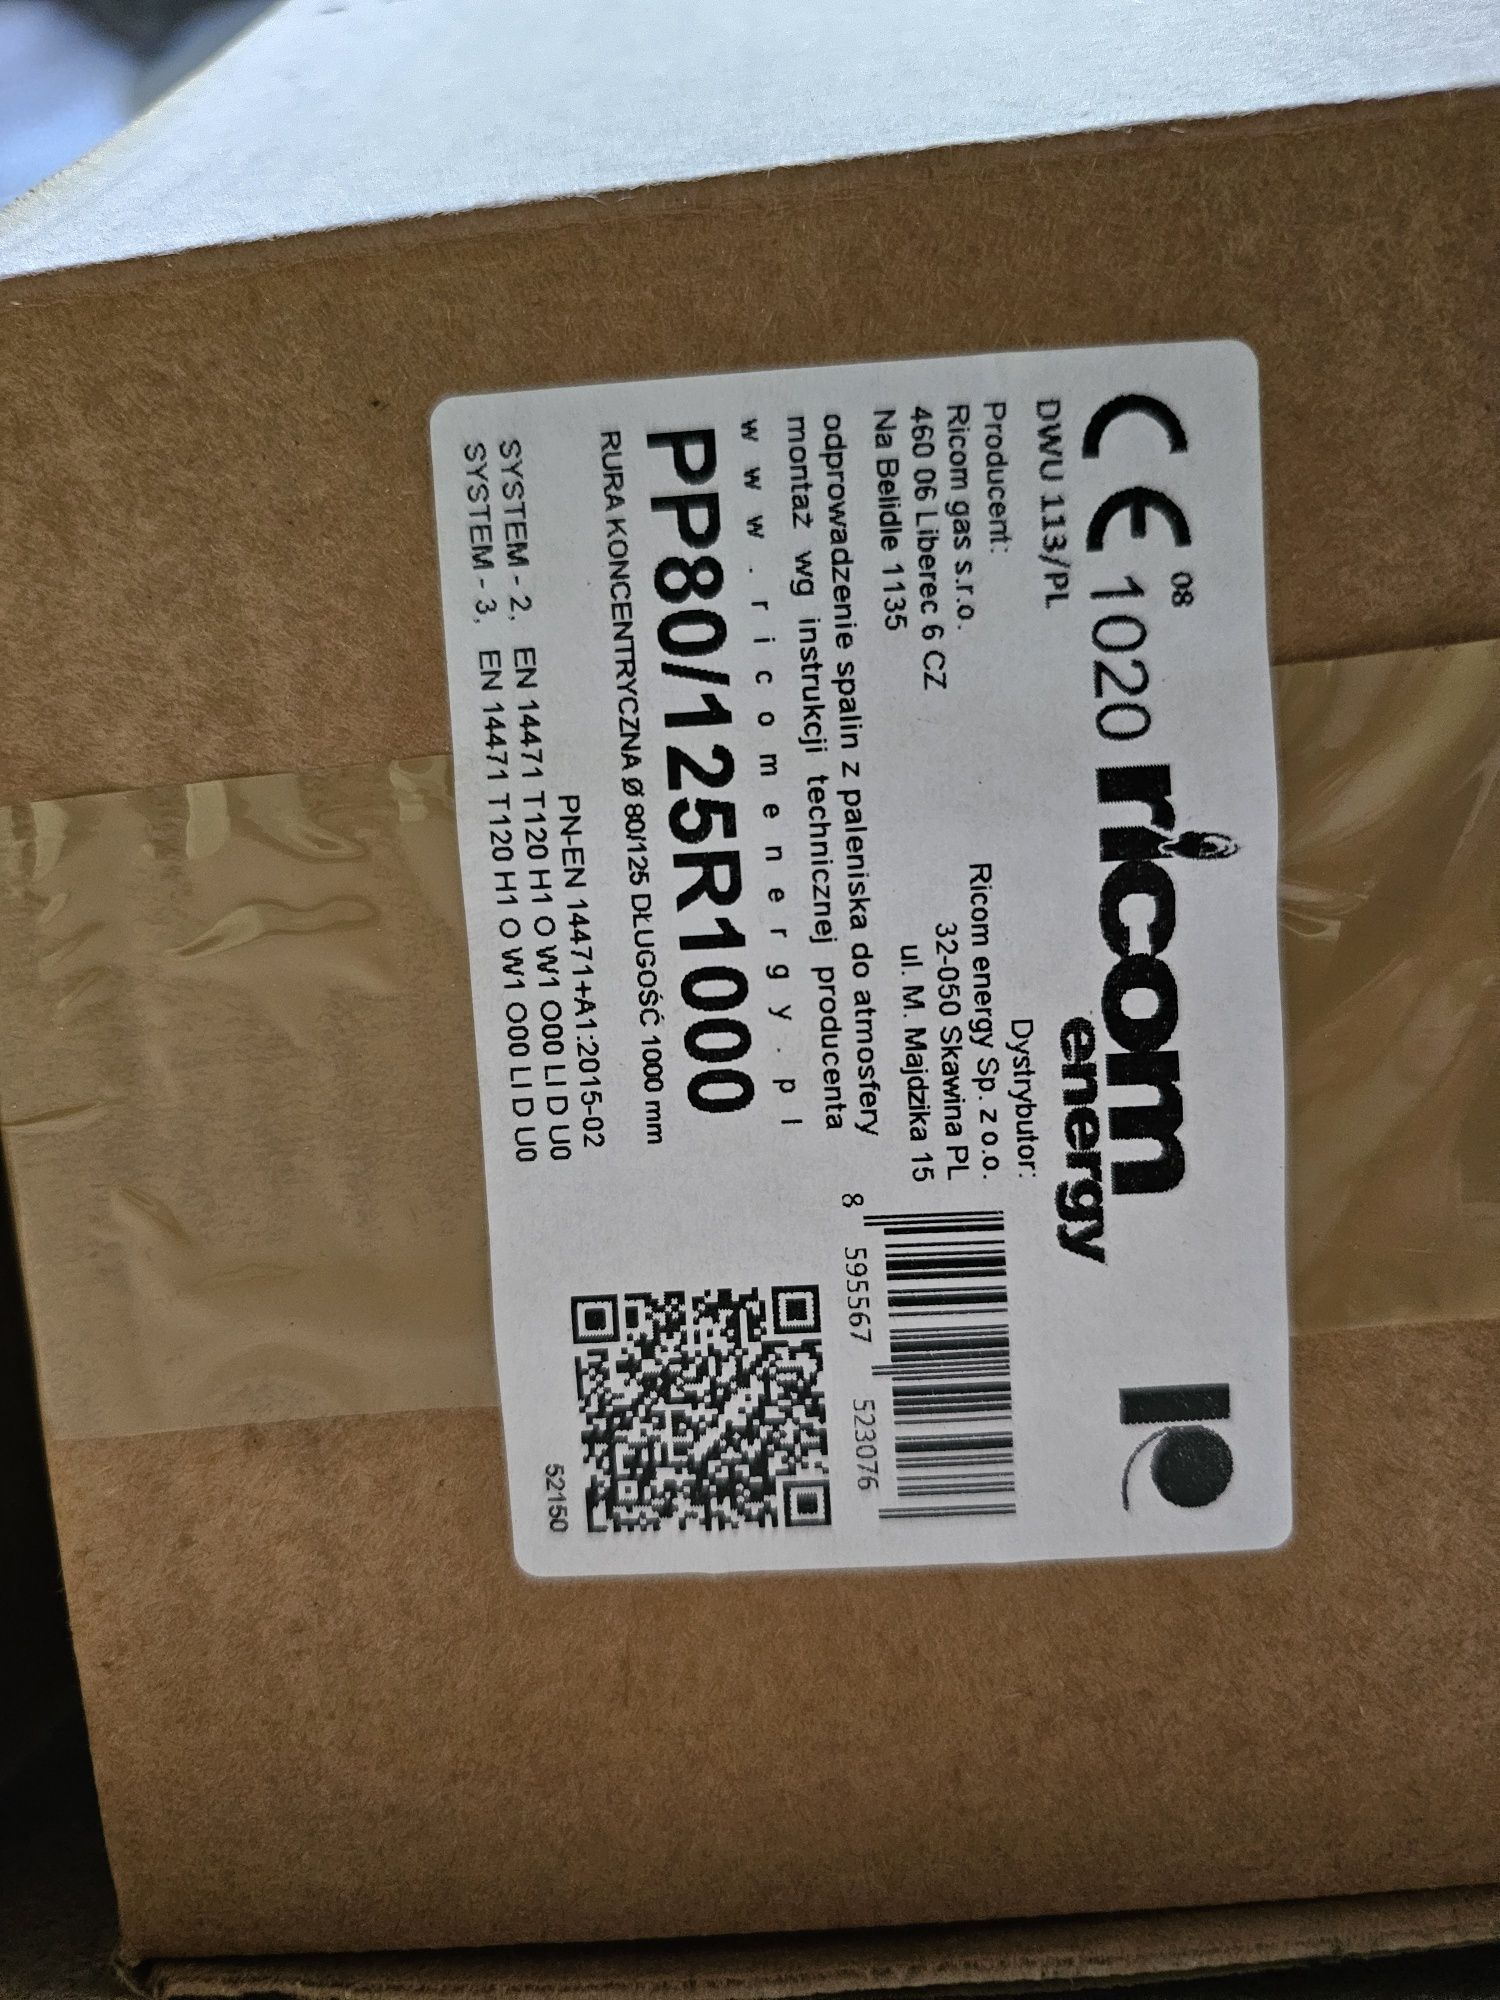 CE 08 1020 ricom energy
DWU 113/PL
Producent:
Ricom gas s.r.o.
460 06 Liberec 6 CZ
Na Belidle 1135
Dystrybutor:
Ricom energy Sp. z o.o.
32-050 Skawina PL
ul. M. Majdzika 15
odprowadzenie spalin z paleniska do atmosfery
montaż wg instrukcji technicznej producenta
www.ricomenergy.pl
8 595567 523076
PP80/125R1000
RURA KONCENTRYCZNA Ø 80/125 DŁUGOŚĆ 1000 mm
PN-EN 14471+A1:2015-02
SYSTEM - 2, EN 14471 T120 H1 O W1 O00 LI D U0
SYSTEM - 3, EN 14471 T120 H1 O W1 O00 LI D U0
52150